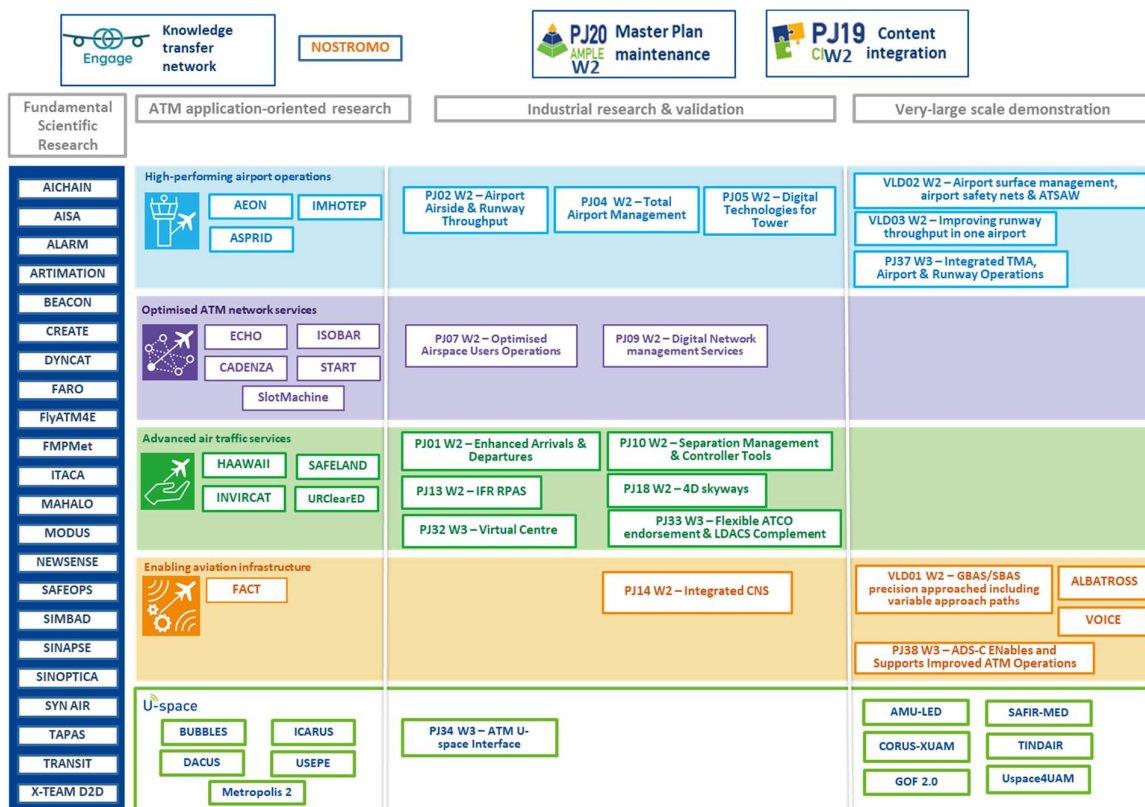 Engage
Knowledge
transfer
network
NOSTROMO
PJ20
AMPLE
W2
Master Plan
maintenance
PJ19
CIW2
Content
integration
Fundamental
Scientific
Research
ATM application-oriented research
Industrial research & validation
Very-large scale demonstration
AICHAIN
AISA
ALARM
ARTIMATION
BEACON
CREATE
DYNCAT
FARO
FlyATM4E
FMPMet
ITACA
MAHALO
MODUS
NEWSENSE
SAFEOPS
SIMBAD
SINAPSE
SINOPTICA
SYN AIR
TAPAS
TRANSIT
X-TEAM D2D
High-performing airport operations
AEON
IMHOTEP
ASPRID
PJ02 W2 – Airport
Airside & Runway
Throughput
PJ04 W2 – Total
Airport Management
PJ05 W2 – Digital
Technologies for
Tower
VLD02 W2 – Airport surface management,
airport safety nets & ATSAW
VLD03 W2 – Improving runway
throughput in one airport
PJ37 W3 – Integrated TMA,
Airport & Runway Operations
Optimised ATM network services
ECHO
ISOBAR
CADENZA
START
SlotMachine
PJ07 W2 – Optimised
Airspace Users Operations
PJ09 W2 – Digital Network
management Services
Advanced air traffic services
HAAWAII
SAFELAND
INVIRCAT
URClearED
PJ01 W2 – Enhanced Arrivals &
Departures
PJ10 W2 – Separation Management
& Controller Tools
PJ13 W2 – IFR RPAS
PJ18 W2 – 4D skyways
PJ32 W3 – Virtual Centre
PJ33 W3 – Flexible ATCO
endorsement & LDACS Complement
Enabling aviation infrastructure
FACT
PJ14 W2 – Integrated CNS
VLD01 W2 – GBAS/SBAS
precision approached including
variable approach paths
ALBATROSS
VOICE
PJ38 W3 – ADS-C ENables and
Supports Improved ATM Operations
U-space
BUBBLES
ICARUS
DACUS
USEPE
Metropolis 2
PJ34 W3 – ATM U-
space Interface
AMU-LED
SAFIR-MED
CORUS-XUAM
TINDAIR
GOF 2.0
Uspace4UAM